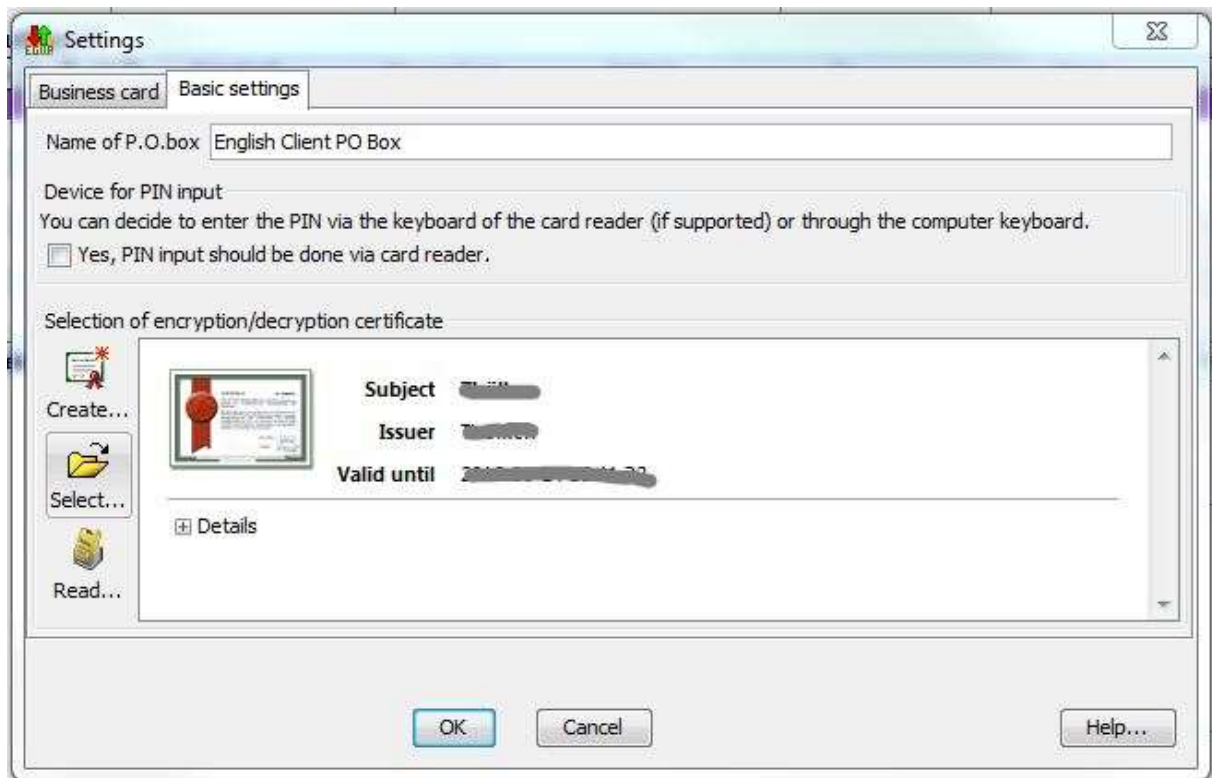 Settings
Business card Basic settings
Name of P.O.box English Client PO Box
Device for PIN input
You can decide to enter the PIN via the keyboard of the card reader (if supported) or through the computer keyboard.
Yes, PIN input should be done via card reader.
Selection of encryption/decryption certificate
Create...
Select...
Read...
Subject
Issuer
Valid until
Details
OK Cancel Help...